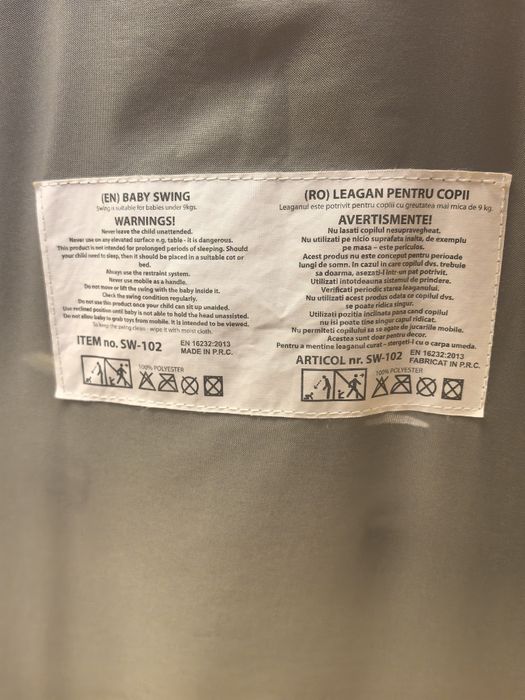 (EN) BABY SWING
Swing is suitable for babies under 9kgs.
WARNINGS!
Never leave the child unattended.
Never use on any elevated surface e.g. table - it is dangerous.
This product is not intended for prolonged periods of sleeping. Should
your child need to sleep, then it should be placed in a suitable cot or
bed.
Always use the restraint system.
Never use mobile as a handle.
Do not move or lift the swing with the baby inside it.
Check the swing condition regularly.
Do not use this product once your child can sit up unaided.
Use reclined position until baby is not able to hold the head unassisted.
Do not allow baby to grab toys from mobile. It is intended to be viewed.
To keep the swing clean - wipe it with moist cloth.
ITEM no. SW-102
EN 16232:2013
MADE IN P.R.C.
100% POLYESTER
(RO) LEAGAN PENTRU COPII
Leaganul este potrivit pentru copii cu greutatea mai mica de 9 kg.
AVERTISMENTE!
Nu lasati copilul nesupravegheat.
Nu utilizati pe nicio suprafata inalta, de exemplu
pe masa – este periculos.
Acest produs nu este conceput pentru perioade
lungi de somn. In cazul in care copilul dvs. trebuie
sa doarma, asezati-l intr-un pat potrivit.
Utilizati intotdeauna sistemul de prindere.
Verificati periodic starea leaganului.
Nu utilizati acest produs odata ce copilul dvs.
se poate ridica singur.
Utilizati pozitia inclinata pana cand copilul
nu isi poate tine singur capul ridicat.
Nu permiteti copilului sa se agate de jucariile mobile.
Acestea sunt doar pentru decor.
Pentru a mentine leaganul curat – stergeti-l cu o carpa umeda.
ARTICOL nr. SW-102
EN 16232:2013
FABRICAT IN P.R.C.
100% POLYESTER